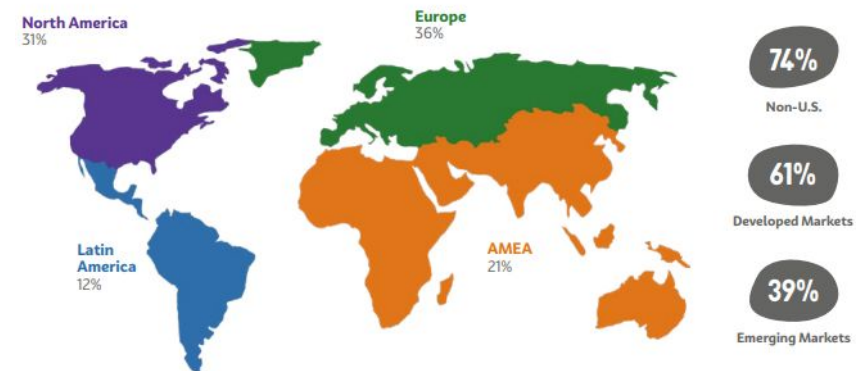 North America
31%
Europe
36%
Latin
America
12%
AMEA
21%
74%
Non-U.S.
61%
Developed Markets
39%
Emerging Markets